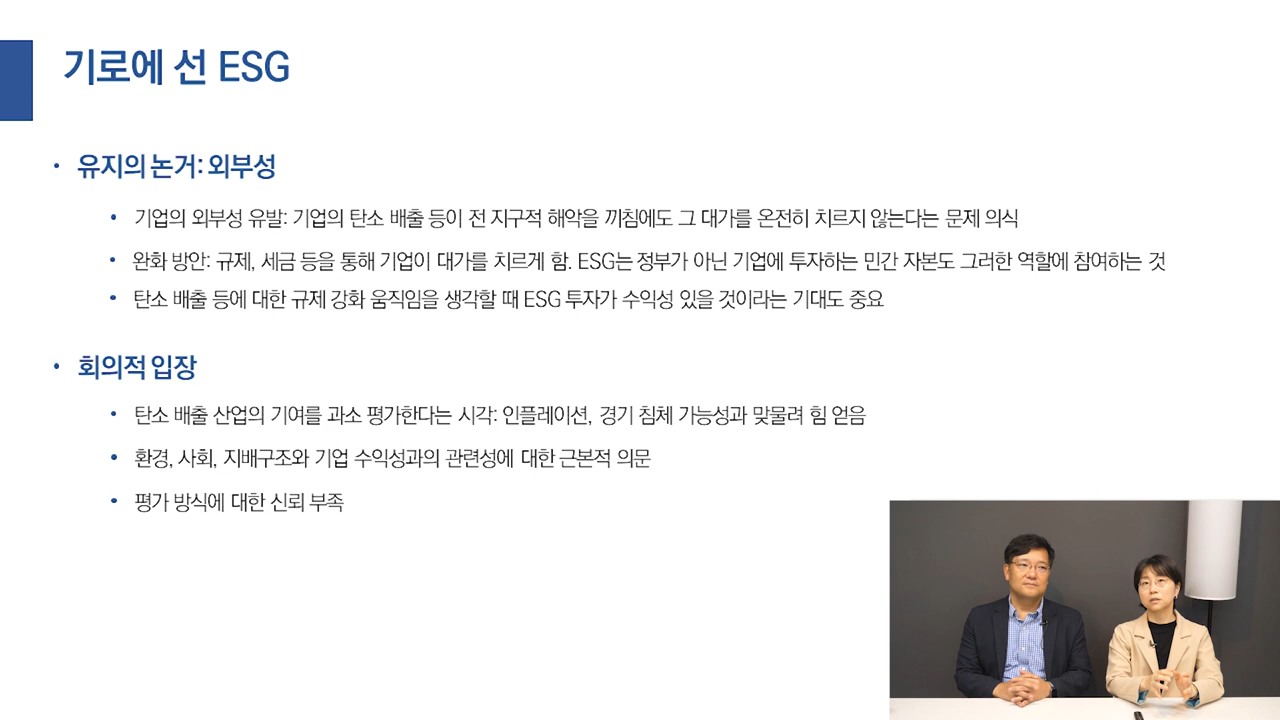 기로에 선 ESG
• 유지의 논거: 외부성
• 기업의 외부성 유발: 기업의 탄소 배출 등이 전 지구적 해악을 끼침에도 그 대가를 온전히 치르지 않는다는 문제 의식
• 완화 방안: 규제, 세금 등을 통해 기업이 대가를 치르게 함. ESG는 정부가 아닌 기업에 투자하는 민간 자본도 그러한 역할에 참여하는 것
• 탄소 배출 등에 대한 규제 강화 움직임을 생각할 때 ESG 투자가 수익성 있을 것이라는 기대도 중요
• 회의적 입장
• 탄소 배출 산업의 기여를 과소 평가한다는 시각: 인플레이션, 경기 침체 가능성과 맞물려 힘 얻음
• 환경, 사회, 지배구조와 기업 수익성과의 관련성에 대한 근본적 의문
• 평가 방식에 대한 신뢰 부족